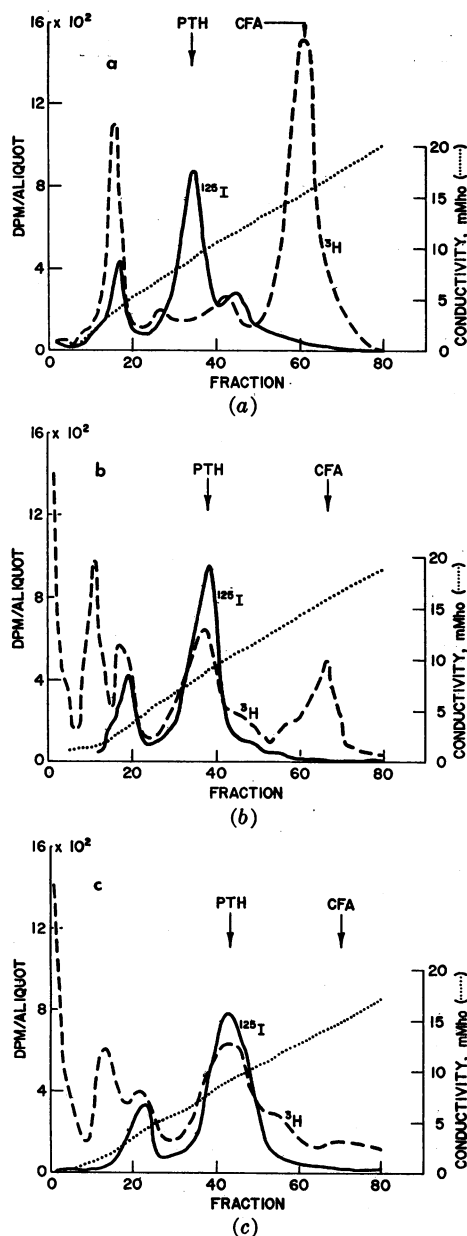 PTH CFA
16 x 10²
a
12
8
4
0
DPM/ALIQUOT
¹²⁵I
³H
20
15
10
5
0
CONDUCTIVITY, mMho (........)
0 20 40 60 80
FRACTION
(a)
16 x 10²
b
PTH CFA
12
8
4
0
DPM/ALIQUOT
¹²⁵I
³H
20
15
10
5
0
CONDUCTIVITY, mMho (........)
0 20 40 60 80
FRACTION
(b)
16 x 10²
c
PTH CFA
12
8
4
0
DPM/ALIQUOT
¹²⁵I
³H
20
15
10
5
0
CONDUCTIVITY, mMho (........)
0 20 40 60 80
FRACTION
(c)